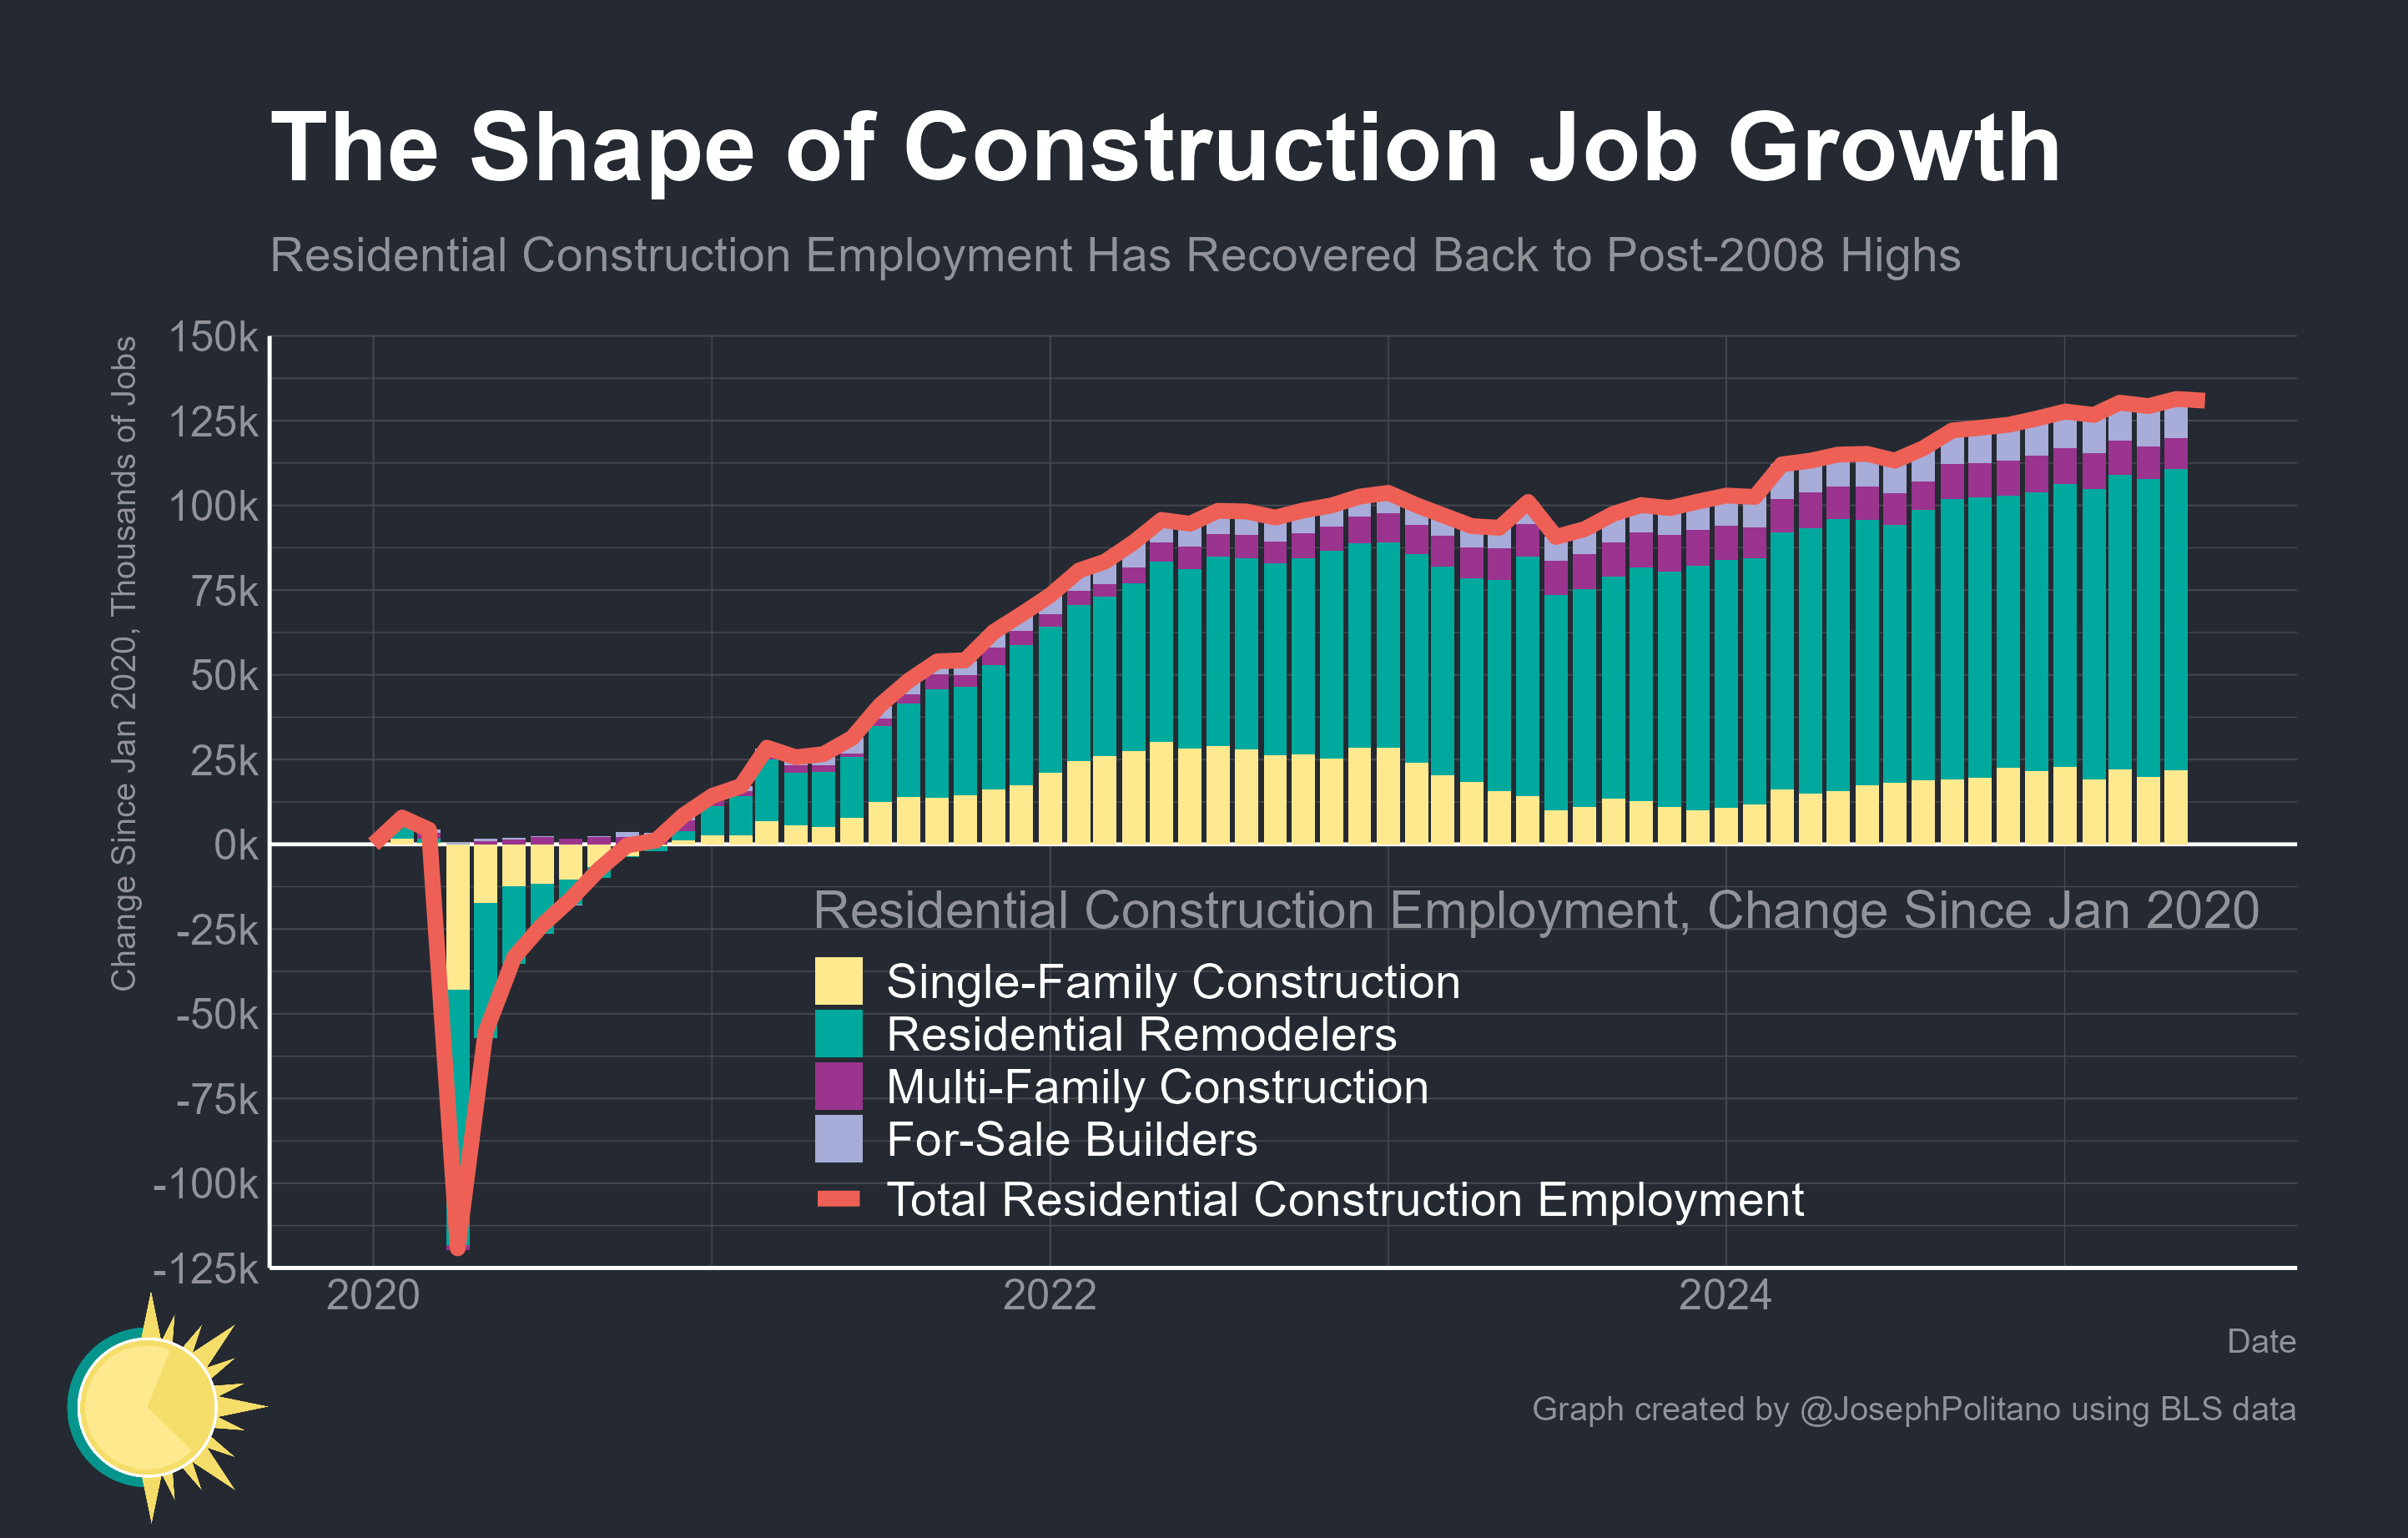 The Shape of Construction Job Growth
Residential Construction Employment Has Recovered Back to Post-2008 Highs
Change Since Jan 2020, Thousands of Jobs
150k
125k
100k
75k
50k
25k
0k
-25k
-50k
-75k
-100k
-125k
Residential Construction Employment, Change Since Jan 2020
Single-Family Construction
Residential Remodelers
Multi-Family Construction
For-Sale Builders
Total Residential Construction Employment
2020
2022
2024
Date
Graph created by @JosephPolitano using BLS data